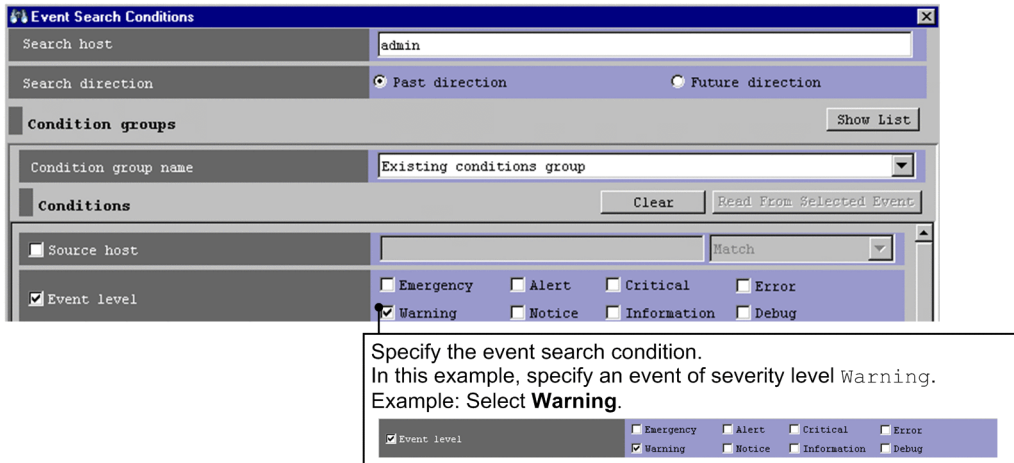 Event Search Conditions
Search host admin
Search direction Past direction Future direction
Condition groups Show List
Condition group name Existing conditions group
Conditions Clear Read From Selected Event
Source host Match
Event level Emergency Alert Critical Error
Warning Notice Information Debug
Specify the event search condition.
In this example, specify an event of severity level Warning.
Example: Select Warning.
Event level Emergency Alert Critical Error
Warning Notice Information Debug